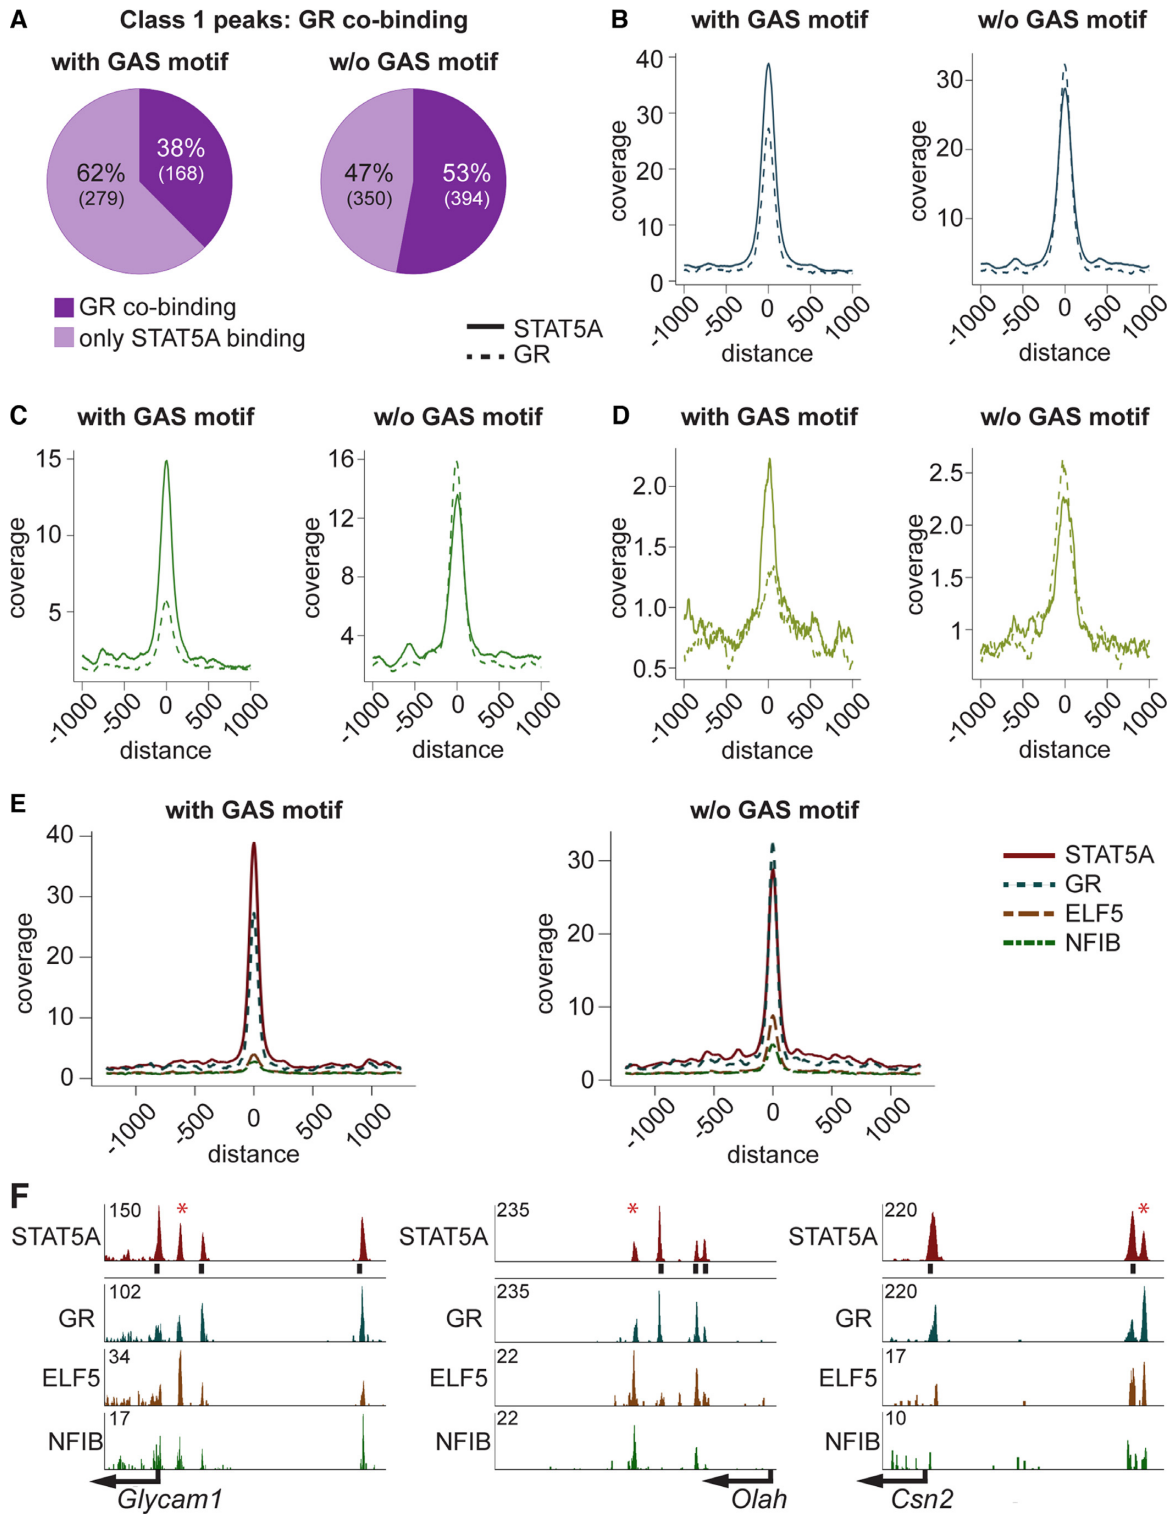 A
Class 1 peaks: GR co-binding
with GAS motif
w/o GAS motif
62%
(279)
38%
(168)
47%
(350)
53%
(394)
GR co-binding
only STAT5A binding
STAT5A
GR
B
with GAS motif
w/o GAS motif
coverage
40
30
20
10
0
-1000
-500
0
500
1000
distance
coverage
30
20
10
-1000
-500
0
500
1000
distance
C
with GAS motif
w/o GAS motif
coverage
15
10
5
-1000
-500
0
500
1000
distance
coverage
16
12
8
4
-1000
-500
0
500
1000
distance
D
with GAS motif
w/o GAS motif
coverage
2.0
1.5
1.0
0.5
-1000
-500
0
500
1000
distance
coverage
2.5
2.0
1.5
1
-1000
-500
0
500
1000
distance
E
with GAS motif
w/o GAS motif
coverage
40
30
20
10
0
-1000
-500
0
500
1000
distance
coverage
30
20
10
0
-1000
-500
0
500
1000
distance
STAT5A
GR
ELF5
NFIB
F
STAT5A
150
*
GR
102
ELF5
34
NFIB
17
Glycam1
STAT5A
235
*
GR
235
ELF5
22
NFIB
22
Olah
STAT5A
220
*
GR
220
ELF5
17
NFIB
10
Csn2